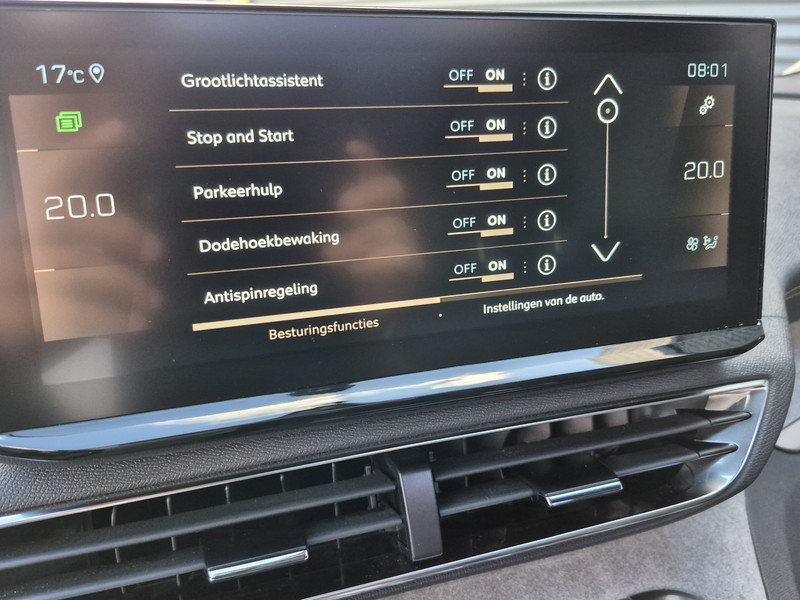 17°C
08:01
Grootlichtassistent OFF ON
Stop and Start OFF ON
Parkeerhulp OFF ON
Dodehoekbewaking OFF ON
Antispinregeling OFF ON
20.0
20.0
Besturingsfuncties
Instellingen van de auto.